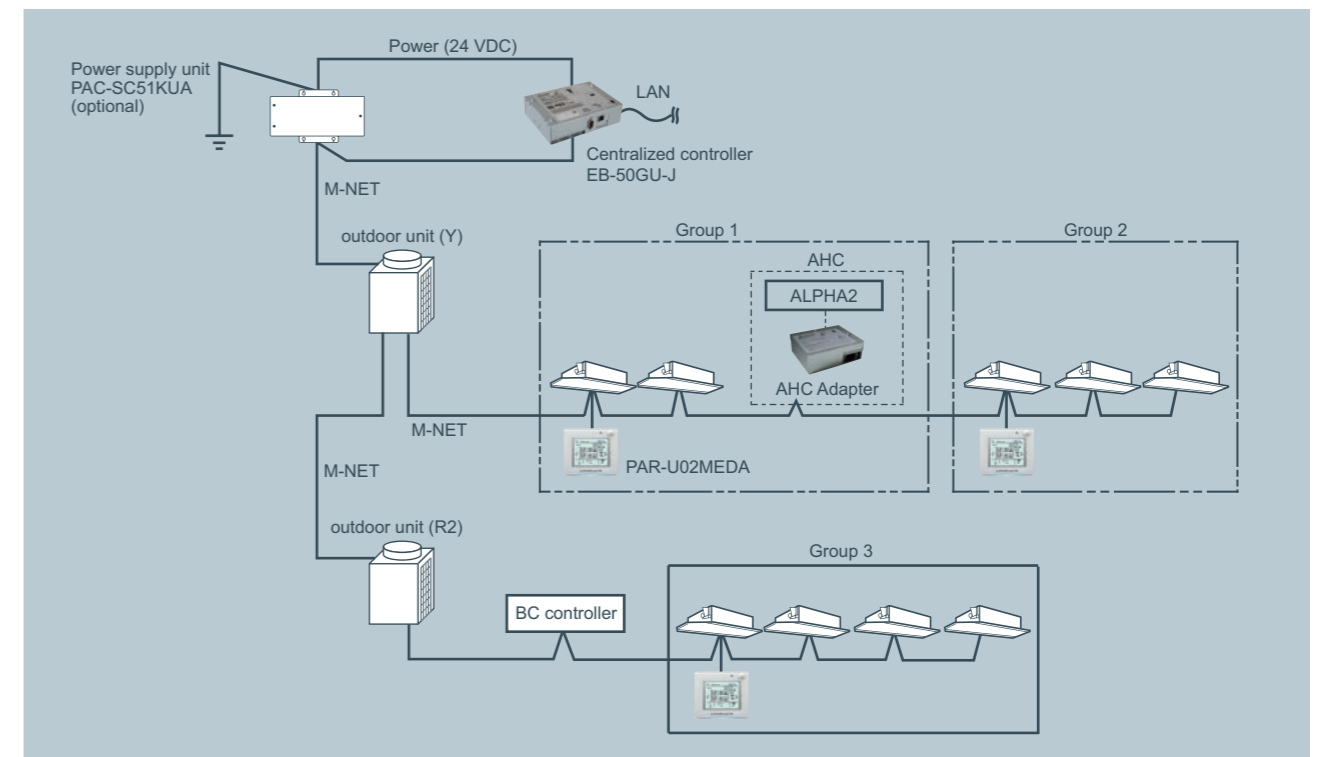 Power (24 VDC)
Power supply unit
PAC-SC51KUA
(optional)
LAN
Centralized controller
EB-50GU-J
M-NET
outdoor unit (Y)
Group 1
Group 2
AHC
ALPHA2
AHC Adapter
M-NET
PAR-U02MEDA
M-NET
outdoor unit (R2)
Group 3
BC controller